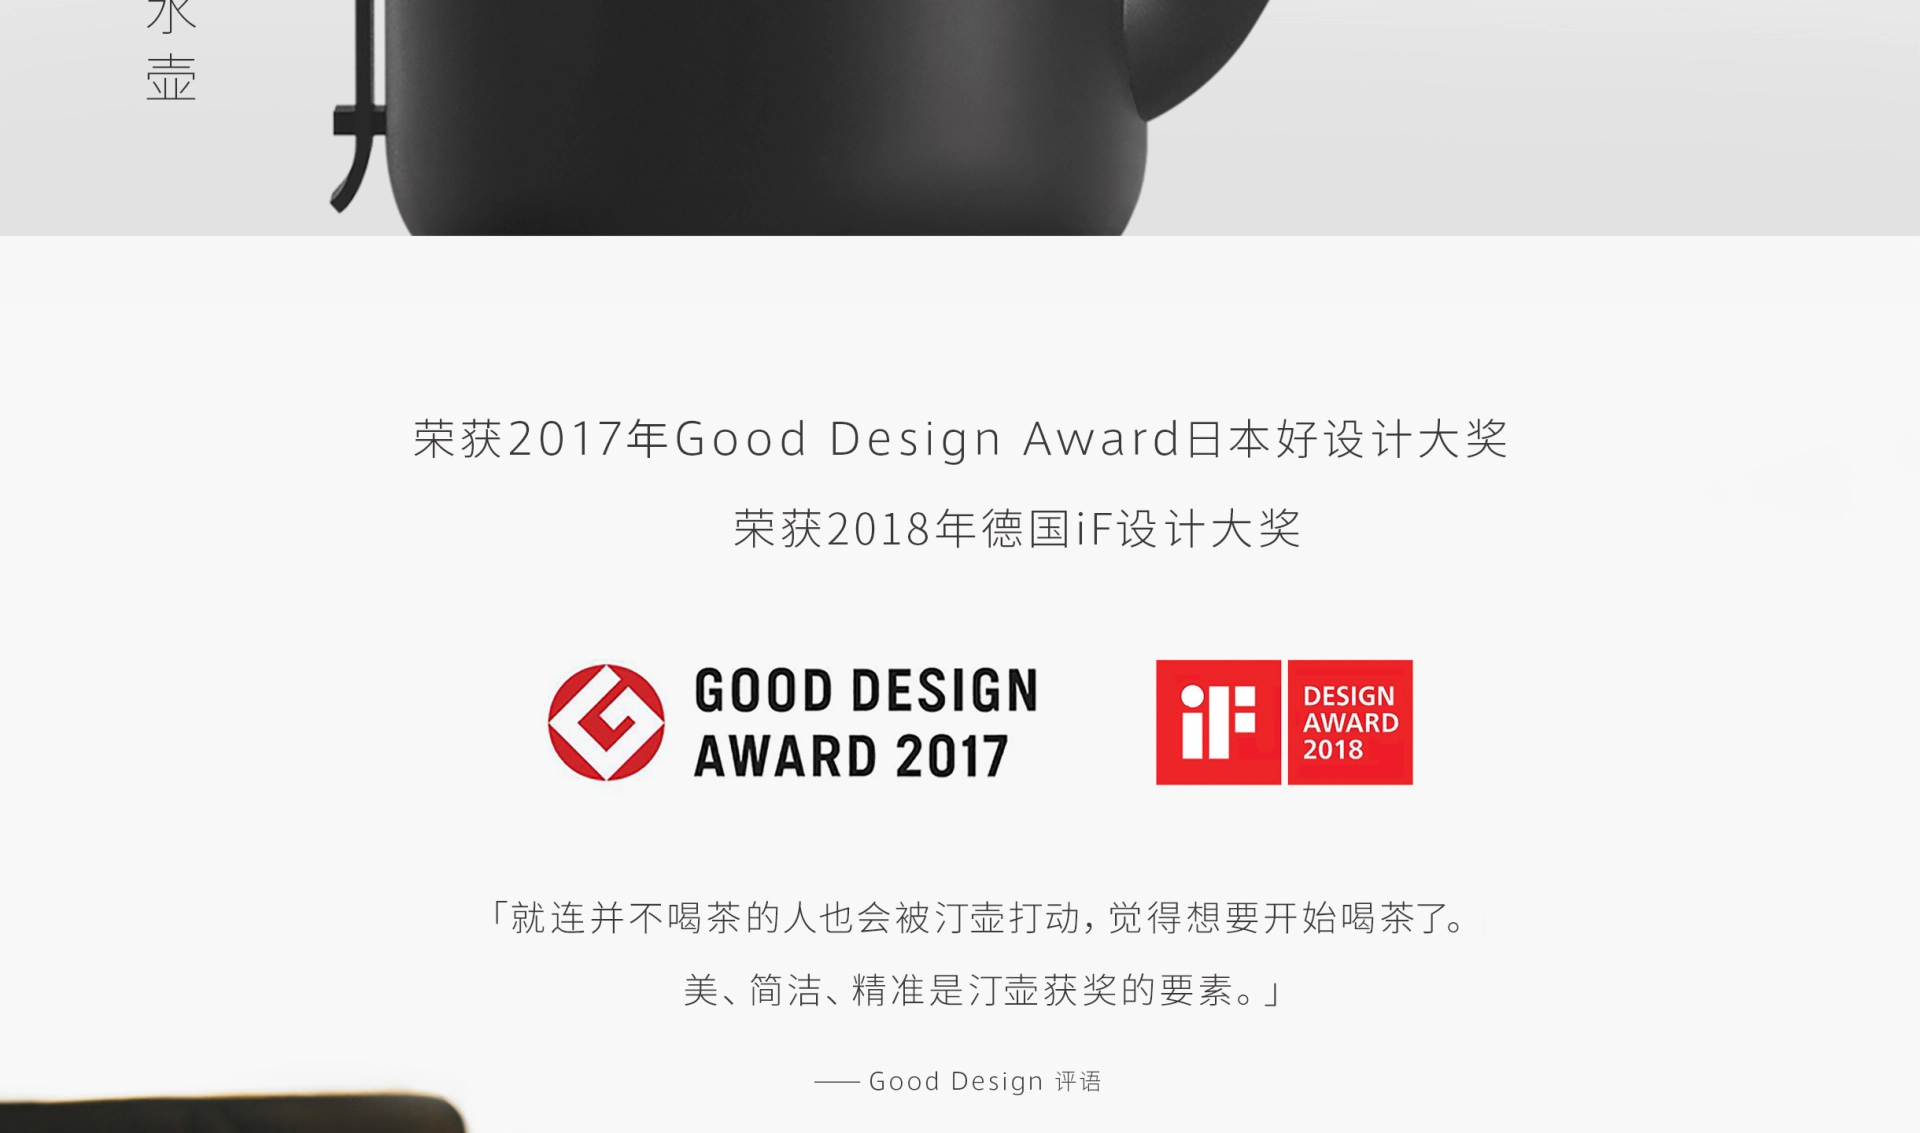 水壶
荣获2017年Good Design Award日本好设计大奖
荣获2018年德国iF设计大奖
GOOD DESIGN
AWARD 2017
iF
DESIGN
AWARD
2018
「就连并不喝茶的人也会被汀壶打动，觉得想要开始喝茶了。
美、简洁、精准是汀壶获奖的要素。」
—— Good Design 评语